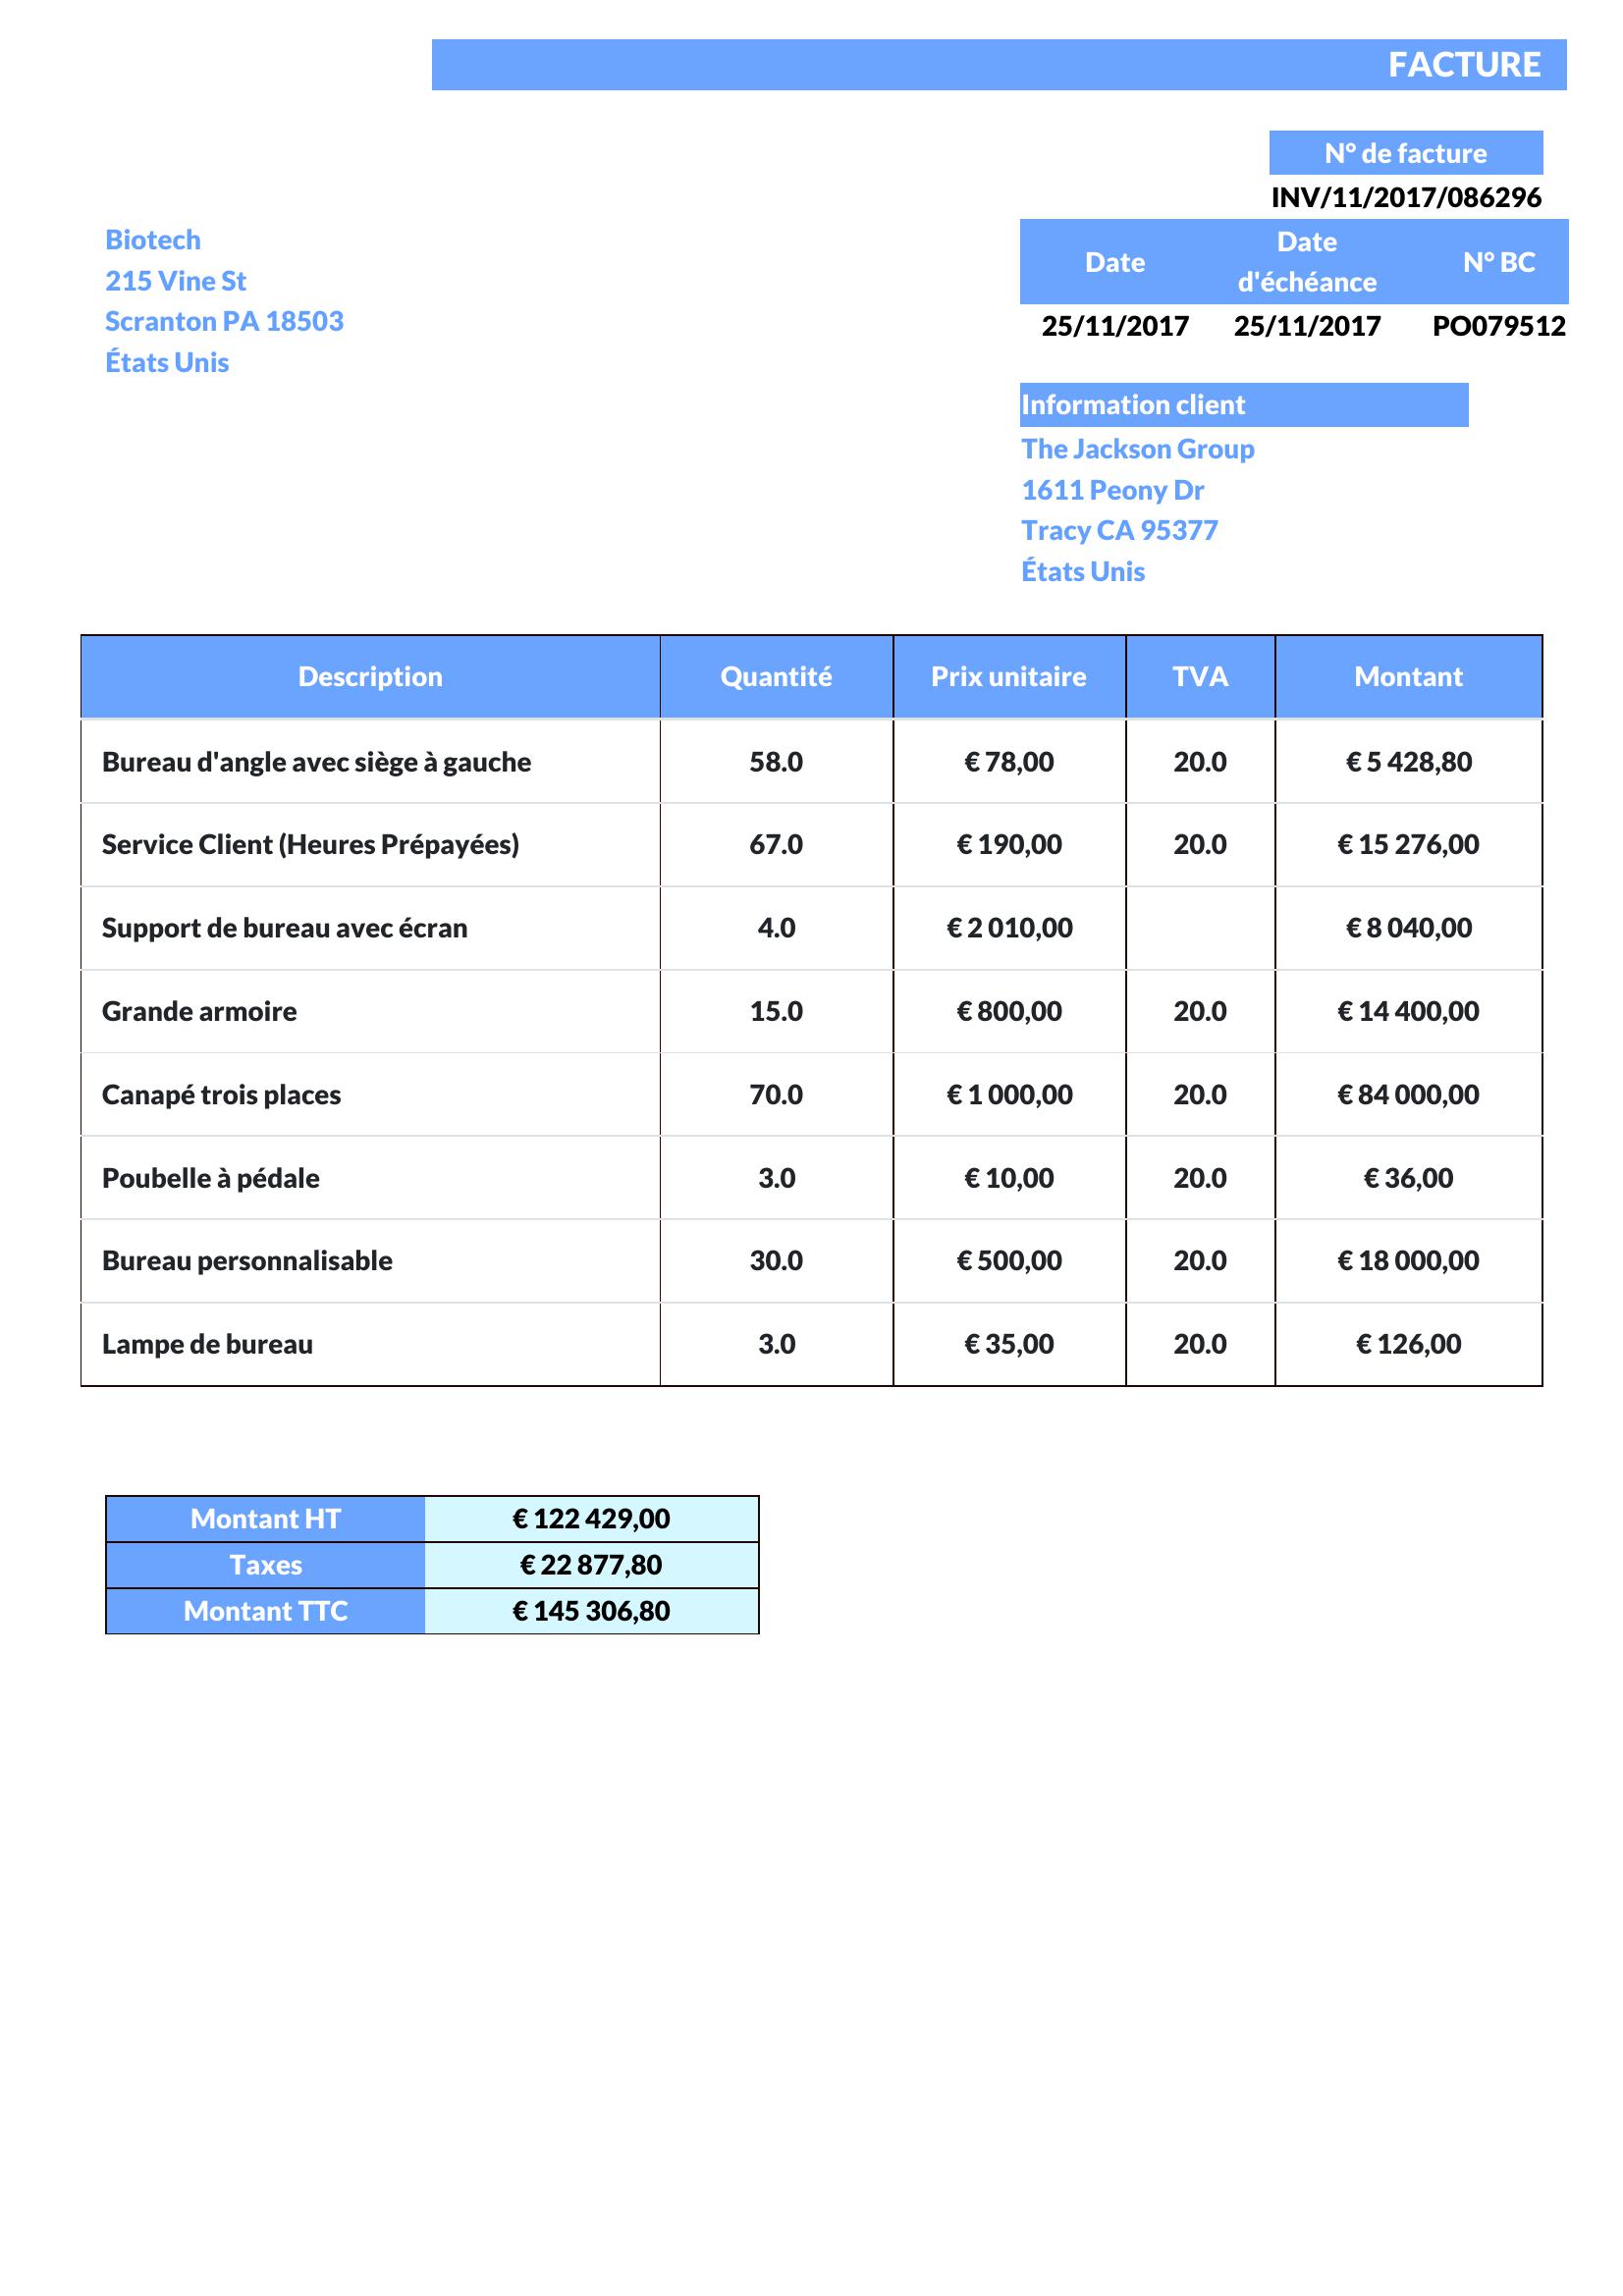 FACTURE
N° de facture
INV/11/2017/086296
Biotech
215 Vine St
Scranton PA 18503
États Unis
Date Date d'échéance N° BC
25/11/2017 25/11/2017 PO079512
Information client
The Jackson Group
1611 Peony Dr
Tracy CA 95377
États Unis
Description Quantité Prix unitaire TVA Montant
Bureau d'angle avec siège à gauche 58.0 € 78,00 20.0 € 5 428,80
Service Client (Heures Prépayées) 67.0 € 190,00 20.0 € 15 276,00
Support de bureau avec écran 4.0 € 2 010,00 € 8 040,00
Grande armoire 15.0 € 800,00 20.0 € 14 400,00
Canapé trois places 70.0 € 1 000,00 20.0 € 84 000,00
Poubelle à pédale 3.0 € 10,00 20.0 € 36,00
Bureau personnalisable 30.0 € 500,00 20.0 € 18 000,00
Lampe de bureau 3.0 € 35,00 20.0 € 126,00
Montant HT € 122 429,00
Taxes € 22 877,80
Montant TTC € 145 306,80